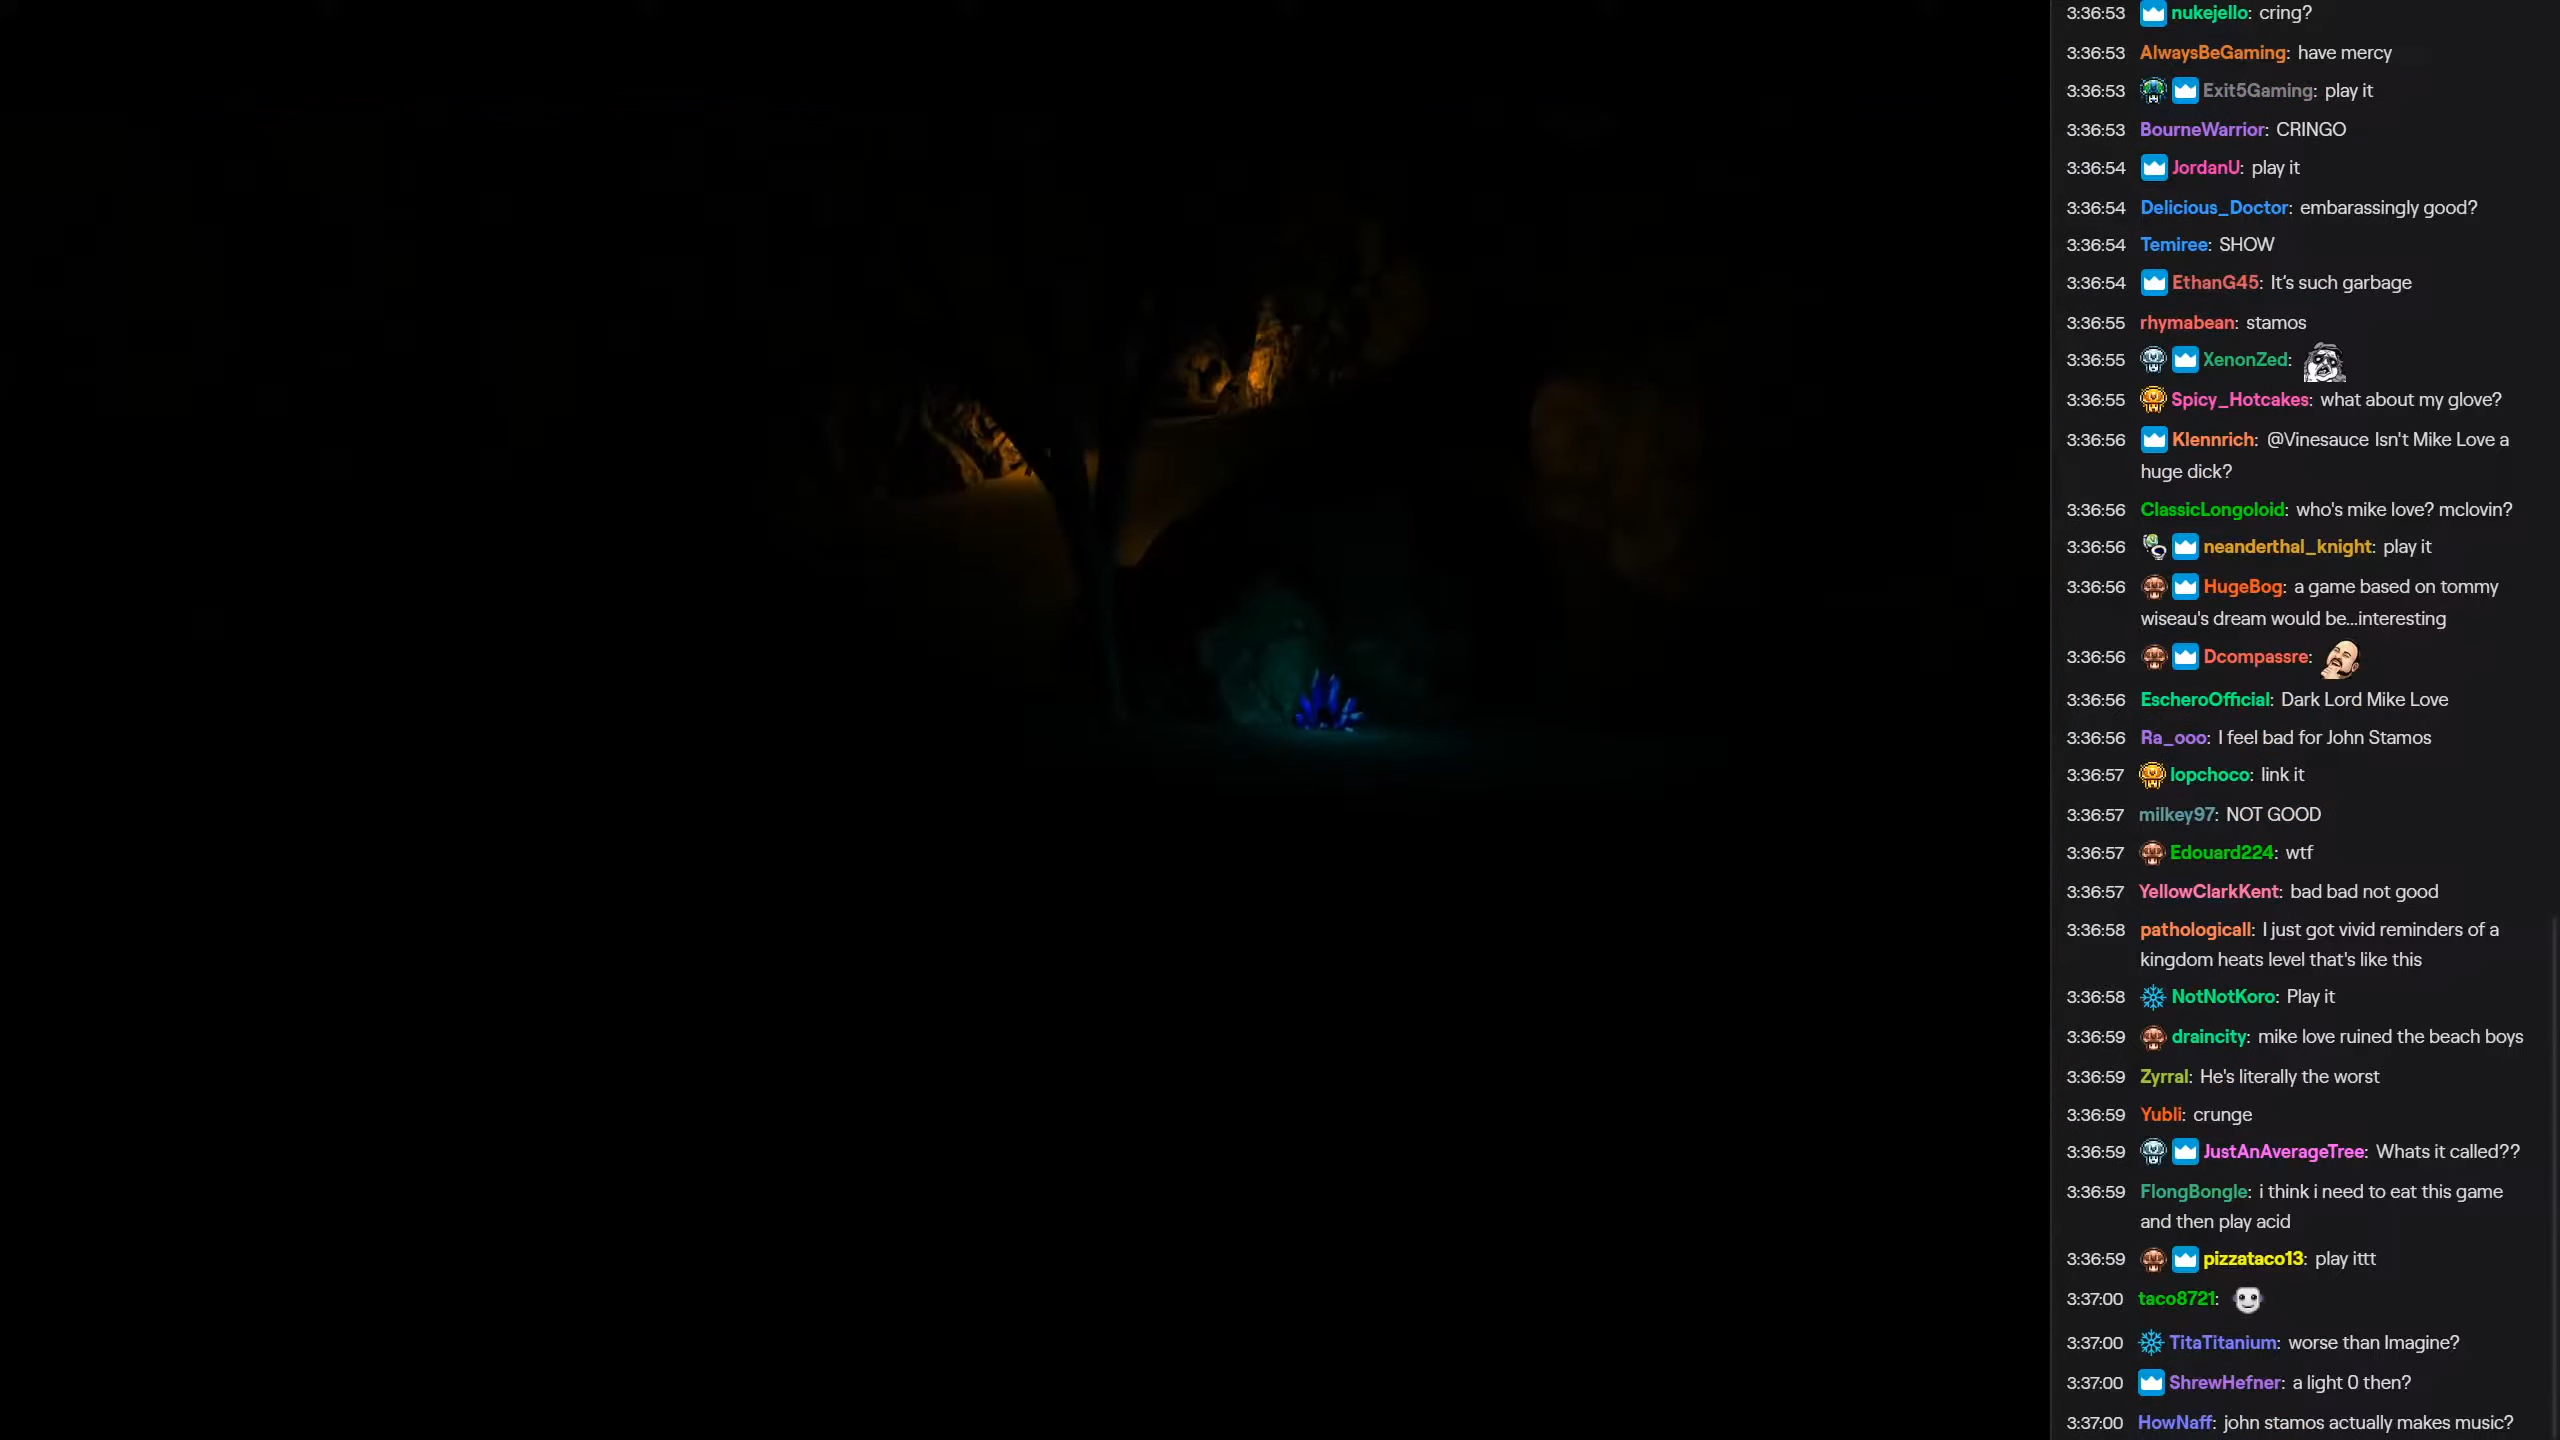 3:36:53 nukejello: cring?
3:36:53 AlwaysBeGaming: have mercy
3:36:53 Exit5Gaming: play it
3:36:53 BourneWarrior: CRINGO
3:36:54 JordanU: play it
3:36:54 Delicious_Doctor: embarassingly good?
3:36:54 Temiree: SHOW
3:36:54 EthanG45: It's such garbage
3:36:55 rhymabean: stamos
3:36:55 XenonZed:
3:36:55 Spicy_Hotcakes: what about my glove?
3:36:56 Klennrich: @Vinesauce Isn't Mike Love a
huge dick?
3:36:56 ClassicLongoloid: who's mike love? mclovin?
3:36:56 neanderthal_knight: play it
3:36:56 HugeBog: a game based on tommy
wiseau's dream would be...interesting
3:36:56 Dcompassre:
3:36:56 EscheroOfficial: Dark Lord Mike Love
3:36:56 Ra_ooo: I feel bad for John Stamos
3:36:57 lopchoco: link it
3:36:57 milkey97: NOT GOOD
3:36:57 Edouard224: wtf
3:36:57 YellowClarkKent: bad bad not good
3:36:58 pathologicall: I just got vivid reminders of a
kingdom heats level that's like this
3:36:58 NotNotKoro: Play it
3:36:59 draincity: mike love ruined the beach boys
3:36:59 Zyrral: He's literally the worst
3:36:59 Yubli: crunge
3:36:59 JustAnAverageTree: Whats it called??
3:36:59 FlongBongle: i think i need to eat this game
and then play acid
3:36:59 pizzataco13: play ittt
3:37:00 taco8721:
3:37:00 TitaTitanium: worse than Imagine?
3:37:00 ShrewHefner: a light 0 then?
3:37:00 HowNaff: john stamos actually makes music?